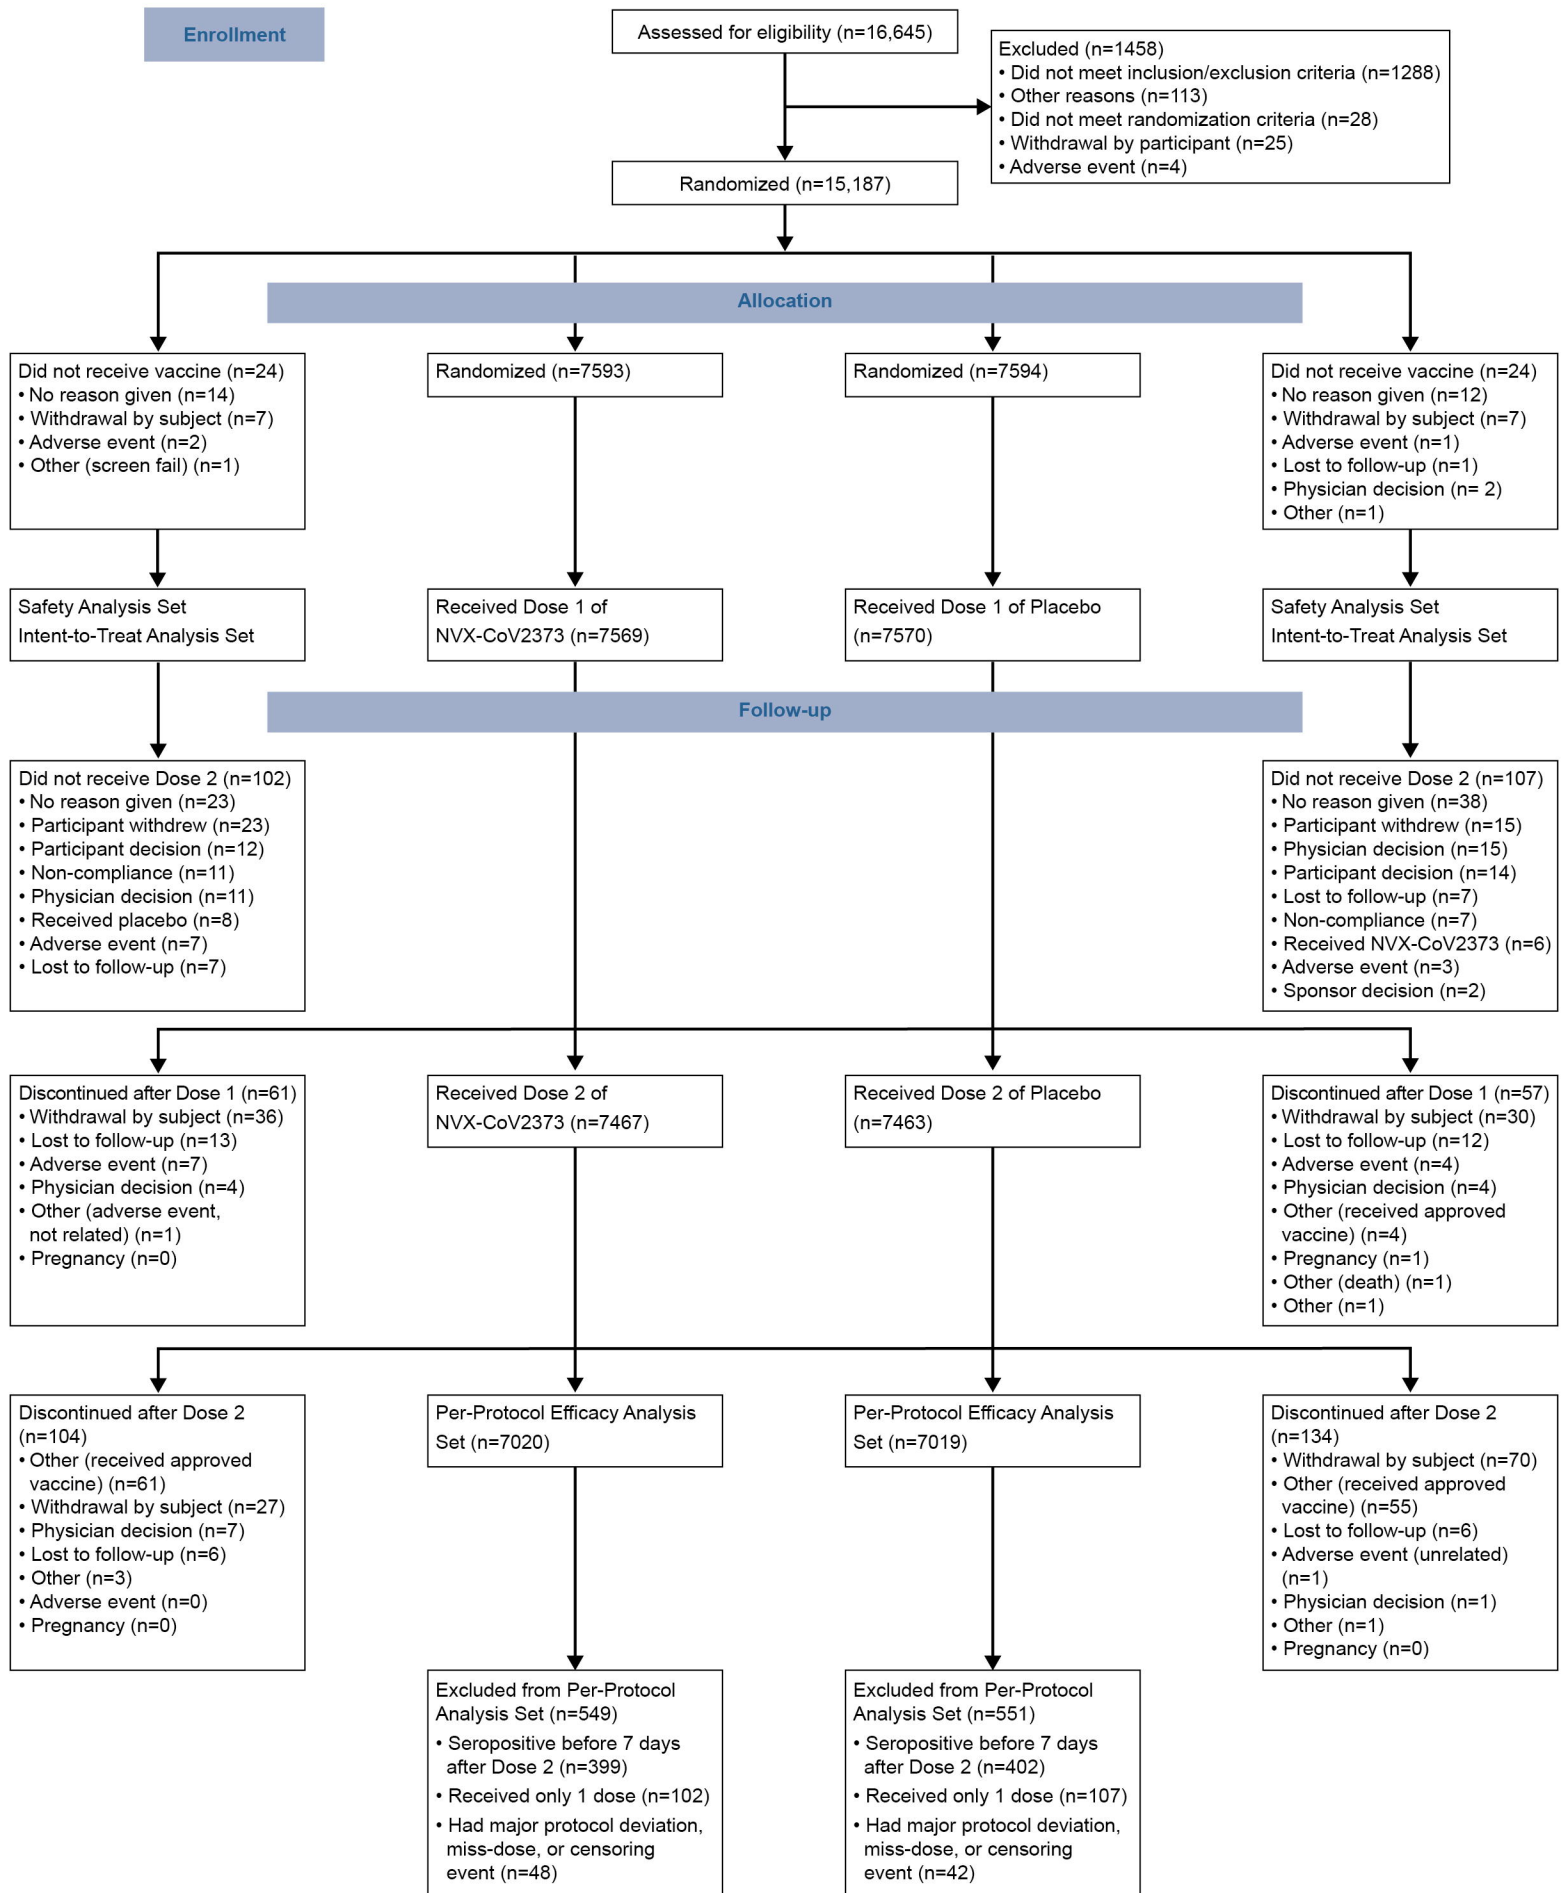 Enrollment
Assessed for eligibility (n=16,645)
Excluded (n=1458)
• Did not meet inclusion/exclusion criteria (n=1288)
• Other reasons (n=113)
• Did not meet randomization criteria (n=28)
• Withdrawal by participant (n=25)
• Adverse event (n=4)
Randomized (n=15,187)
Allocation
Did not receive vaccine (n=24)
• No reason given (n=14)
• Withdrawal by subject (n=7)
• Adverse event (n=2)
• Other (screen fail) (n=1)
Randomized (n=7593)
Randomized (n=7594)
Did not receive vaccine (n=24)
• No reason given (n=12)
• Withdrawal by subject (n=7)
• Adverse event (n=1)
• Lost to follow-up (n=1)
• Physician decision (n= 2)
• Other (n=1)
Safety Analysis Set
Intent-to-Treat Analysis Set
Received Dose 1 of
NVX-CoV2373 (n=7569)
Received Dose 1 of Placebo
(n=7570)
Safety Analysis Set
Intent-to-Treat Analysis Set
Follow-up
Did not receive Dose 2 (n=102)
• No reason given (n=23)
• Participant withdrew (n=23)
• Participant decision (n=12)
• Non-compliance (n=11)
• Physician decision (n=11)
• Received placebo (n=8)
• Adverse event (n=7)
• Lost to follow-up (n=7)
Did not receive Dose 2 (n=107)
• No reason given (n=38)
• Participant withdrew (n=15)
• Physician decision (n=15)
• Participant decision (n=14)
• Lost to follow-up (n=7)
• Non-compliance (n=7)
• Received NVX-CoV2373 (n=6)
• Adverse event (n=3)
• Sponsor decision (n=2)
Discontinued after Dose 1 (n=61)
• Withdrawal by subject (n=36)
• Lost to follow-up (n=13)
• Adverse event (n=7)
• Physician decision (n=4)
• Other (adverse event,
not related) (n=1)
• Pregnancy (n=0)
Received Dose 2 of
NVX-CoV2373 (n=7467)
Received Dose 2 of Placebo
(n=7463)
Discontinued after Dose 1 (n=57)
• Withdrawal by subject (n=30)
• Lost to follow-up (n=12)
• Adverse event (n=4)
• Physician decision (n=4)
• Other (received approved
vaccine) (n=4)
• Pregnancy (n=1)
• Other (death) (n=1)
• Other (n=1)
Discontinued after Dose 2
(n=104)
• Other (received approved
vaccine) (n=61)
• Withdrawal by subject (n=27)
• Physician decision (n=7)
• Lost to follow-up (n=6)
• Other (n=3)
• Adverse event (n=0)
• Pregnancy (n=0)
Per-Protocol Efficacy Analysis
Set (n=7020)
Per-Protocol Efficacy Analysis
Set (n=7019)
Discontinued after Dose 2
(n=134)
• Withdrawal by subject (n=70)
• Other (received approved
vaccine) (n=55)
• Lost to follow-up (n=6)
• Adverse event (unrelated)
(n=1)
• Physician decision (n=1)
• Other (n=1)
• Pregnancy (n=0)
Excluded from Per-Protocol
Analysis Set (n=549)
• Seropositive before 7 days
after Dose 2 (n=399)
• Received only 1 dose (n=102)
• Had major protocol deviation,
miss-dose, or censoring
event (n=48)
Excluded from Per-Protocol
Analysis Set (n=551)
• Seropositive before 7 days
after Dose 2 (n=402)
• Received only 1 dose (n=107)
• Had major protocol deviation,
miss-dose, or censoring
event (n=42)